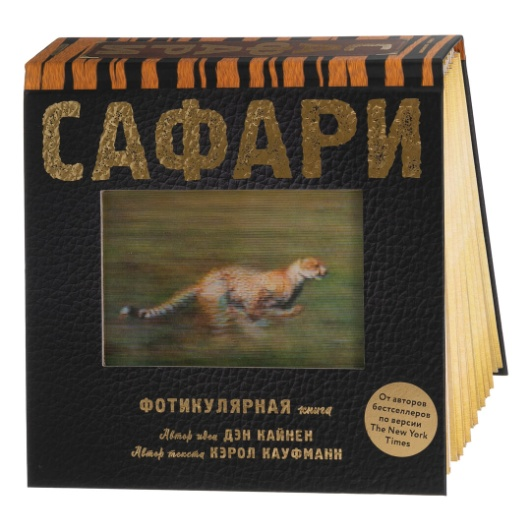 САФАРИ
САФАРИ
ФОТИКУЛЯРНАЯ книга
Автор идеи ДЭН КАЙНЕН
Автор текста КЭРОЛ КАУФМАНН
От авторов
бестселлеров
по версии
The New York
Times